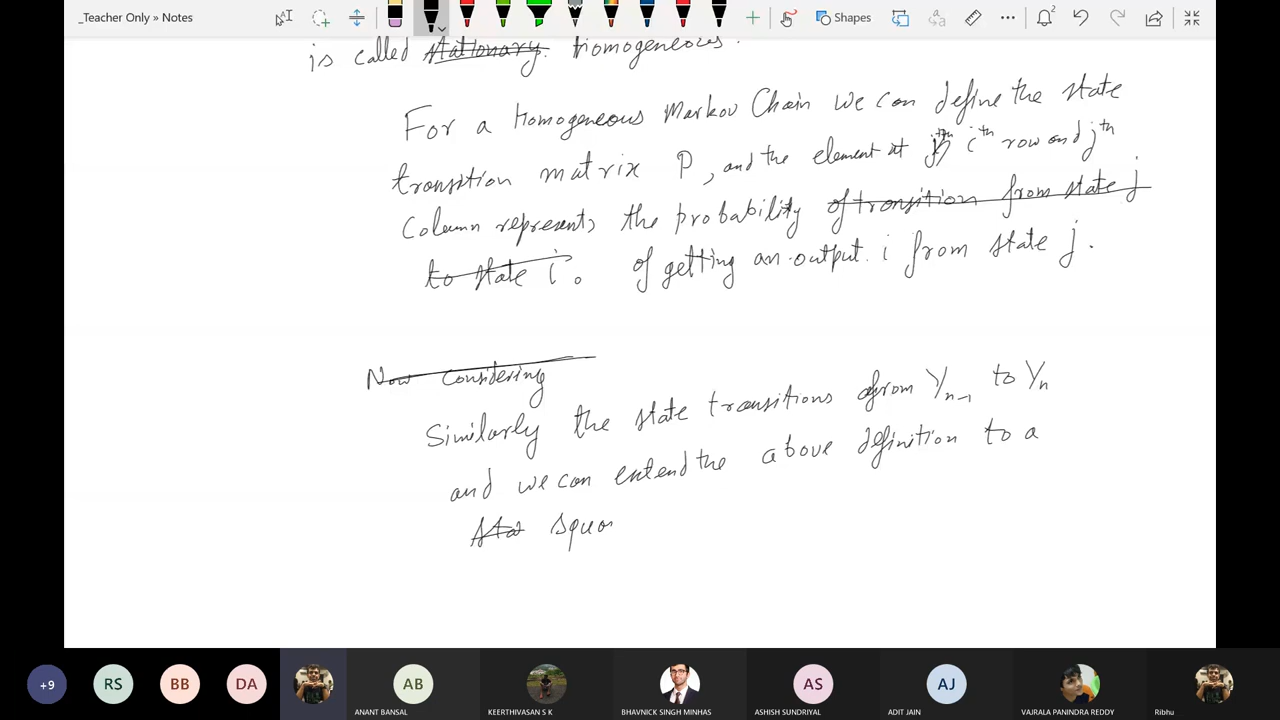 _Teacher Only » Notes
Shapes
is called stationary. Homogeneous.
For a Homogeneous Markov Chain we can define the state
transition matrix P, and the element at ith row and jth
Column represents the probability of transition from state j
to state i. of getting an output i from state j.
Now considering
Similarly the state transitions from Yn-1 to Yn
and we can extend the above definition to a
Squar
+9
RS
BB
DA
AB
AS
AJ
ANANT BANSAL
KEERTHIVASAN S K
BHAVNICK SINGH MINHAS
ASHISH SUNDRIYAL
ADIT JAIN
VAJRALA PANINDRA REDDY
Ribhu